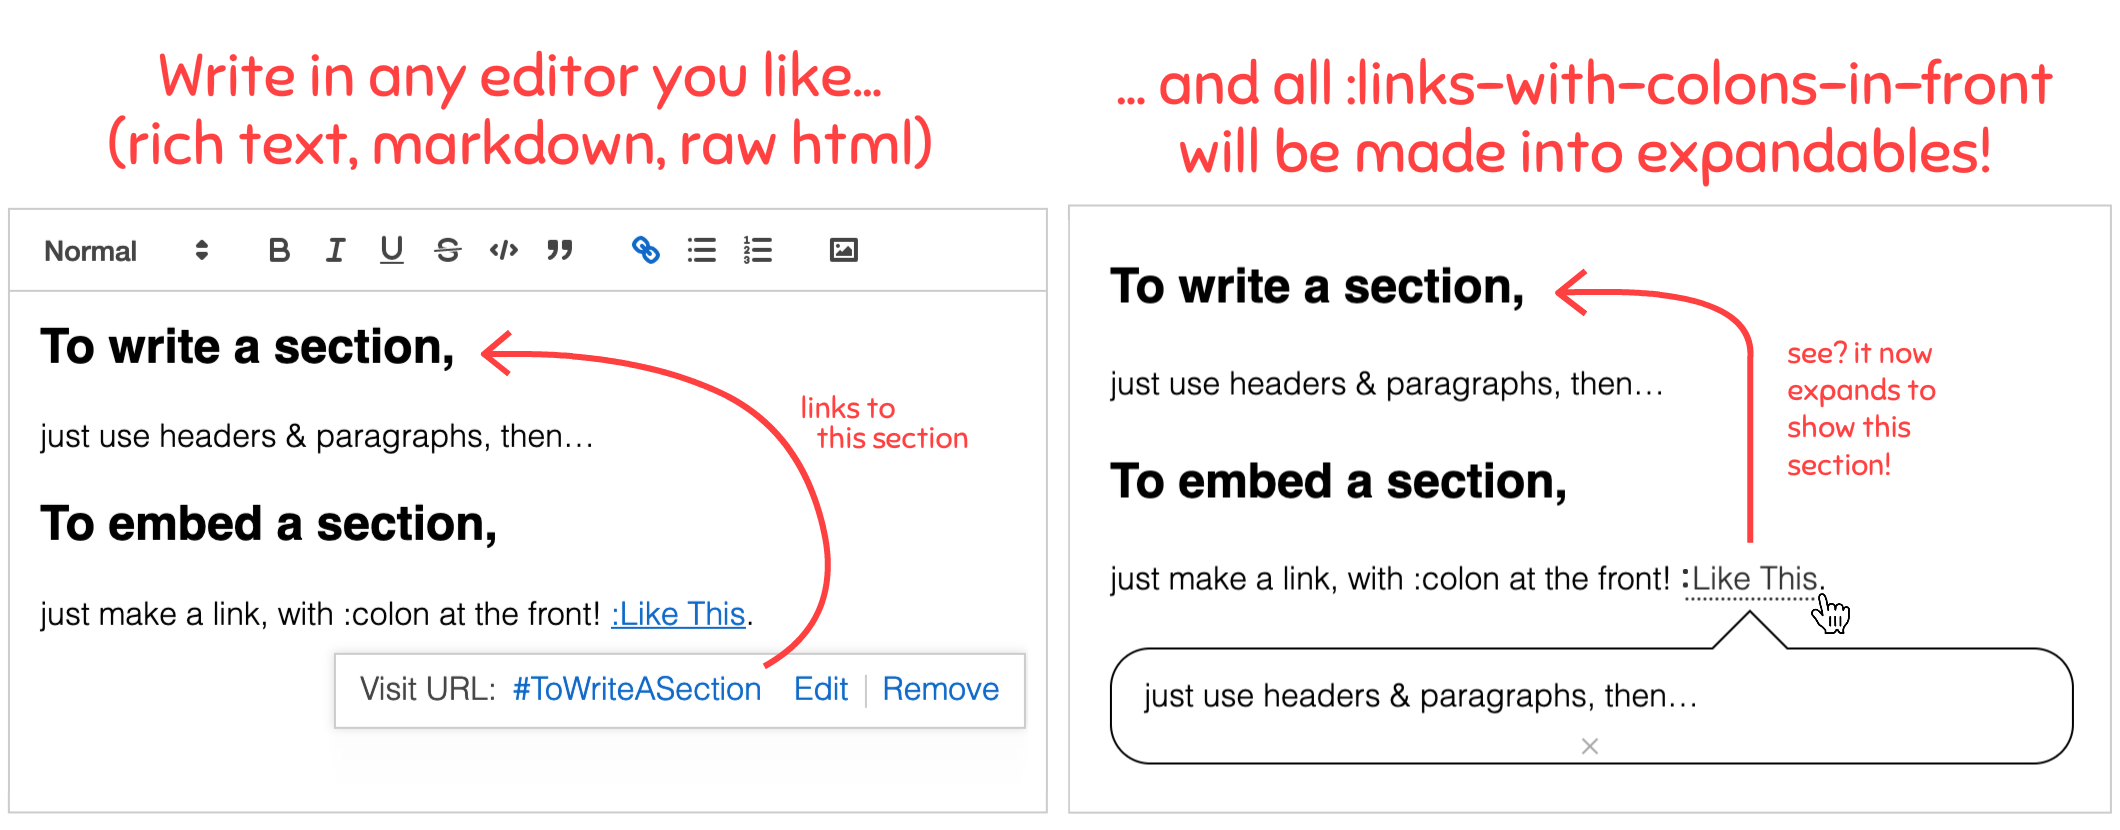 Write in any editor you like...
(rich text, markdown, raw html)
... and all :links-with-colons-in-front
will be made into expandables!
Normal
B I U S </> ”
To write a section,
links to
this section
just use headers & paragraphs, then…
To embed a section,
just make a link, with :colon at the front! :Like This.
Visit URL: #ToWriteASection Edit | Remove
To write a section,
see? it now
expands to
show this
section!
just use headers & paragraphs, then…
To embed a section,
just make a link, with :colon at the front! :Like This.
just use headers & paragraphs, then…
×